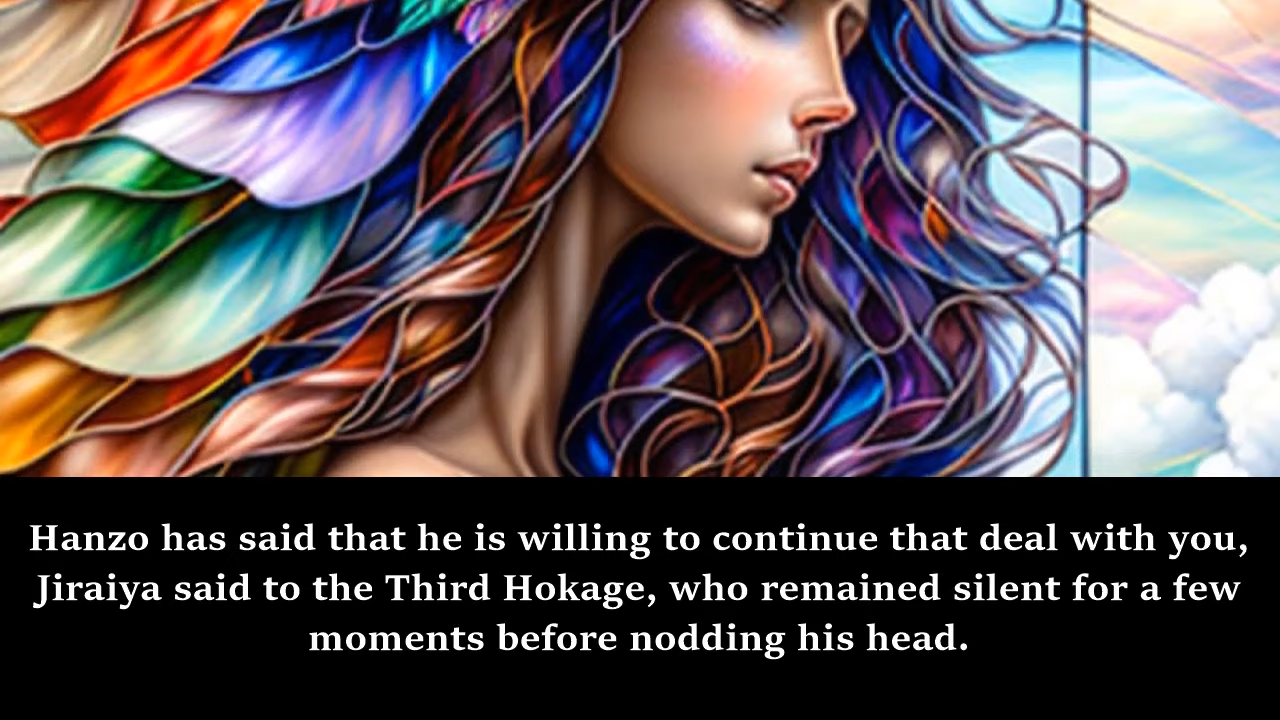 Hanzo has said that he is willing to continue that deal with you,
Jiraiya said to the Third Hokage, who remained silent for a few
moments before nodding his head.